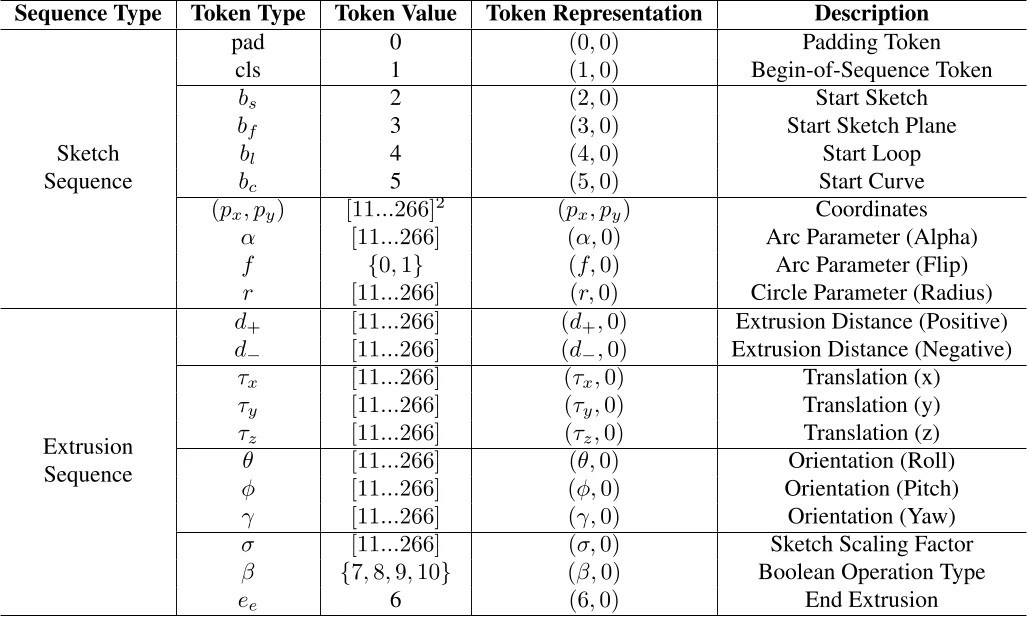 Sequence Type Token Type Token Value Token Representation Description
pad 0 (0, 0) Padding Token
cls 1 (1, 0) Begin-of-Sequence Token
b_s 2 (2, 0) Start Sketch
b_f 3 (3, 0) Start Sketch Plane
Sketch Sequence b_l 4 (4, 0) Start Loop
b_c 5 (5, 0) Start Curve
(p_x, p_y) [11...266]^2 (p_x, p_y) Coordinates
α [11...266] (α, 0) Arc Parameter (Alpha)
f {0, 1} (f, 0) Arc Parameter (Flip)
r [11...266] (r, 0) Circle Parameter (Radius)
d_+ [11...266] (d_+, 0) Extrusion Distance (Positive)
d_− [11...266] (d_−, 0) Extrusion Distance (Negative)
τ_x [11...266] (τ_x, 0) Translation (x)
τ_y [11...266] (τ_y, 0) Translation (y)
τ_z [11...266] (τ_z, 0) Translation (z)
Extrusion Sequence θ [11...266] (θ, 0) Orientation (Roll)
φ [11...266] (φ, 0) Orientation (Pitch)
γ [11...266] (γ, 0) Orientation (Yaw)
σ [11...266] (σ, 0) Sketch Scaling Factor
β {7, 8, 9, 10} (β, 0) Boolean Operation Type
e_e 6 (6, 0) End Extrusion